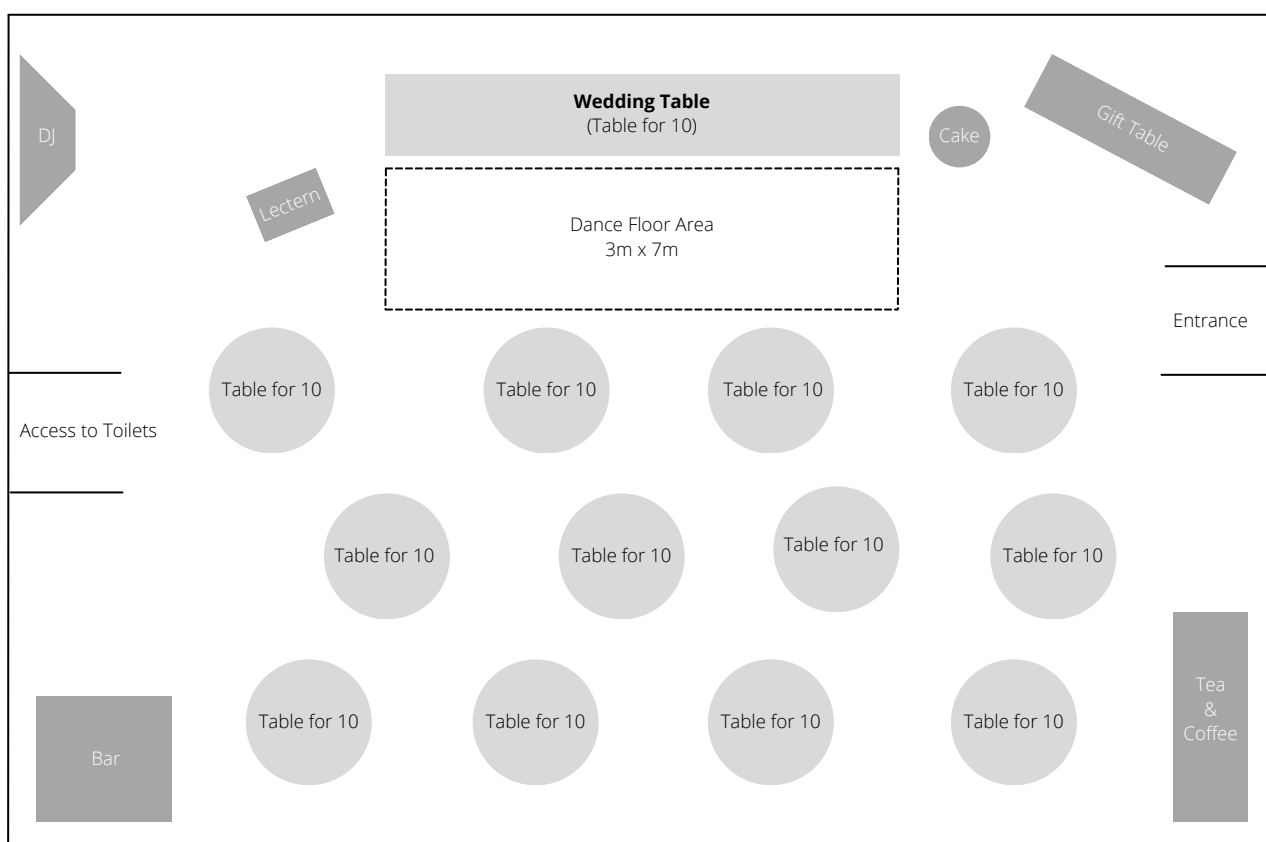 Wedding Table
(Table for 10)
DJ
Cake
Gift Table
Lectern
Dance Floor Area
3m x 7m
Entrance
Table for 10
Table for 10
Table for 10
Table for 10
Access to Toilets
Table for 10
Table for 10
Table for 10
Table for 10
Table for 10
Table for 10
Table for 10
Table for 10
Tea
&
Coffee
Bar